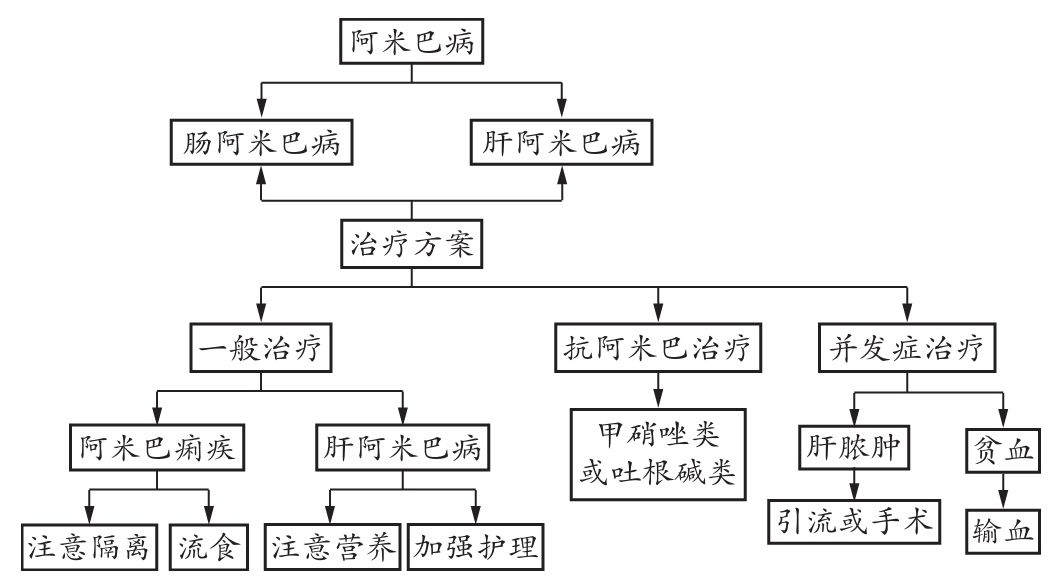 阿米巴病
肠阿米巴病
肝阿米巴病
治疗方案
一般治疗
抗阿米巴治疗
并发症治疗
阿米巴痢疾
肝阿米巴病
甲硝唑类
或吐根碱类
肝脓肿
贫血
注意隔离
流食
注意营养
加强护理
引流或手术
输血